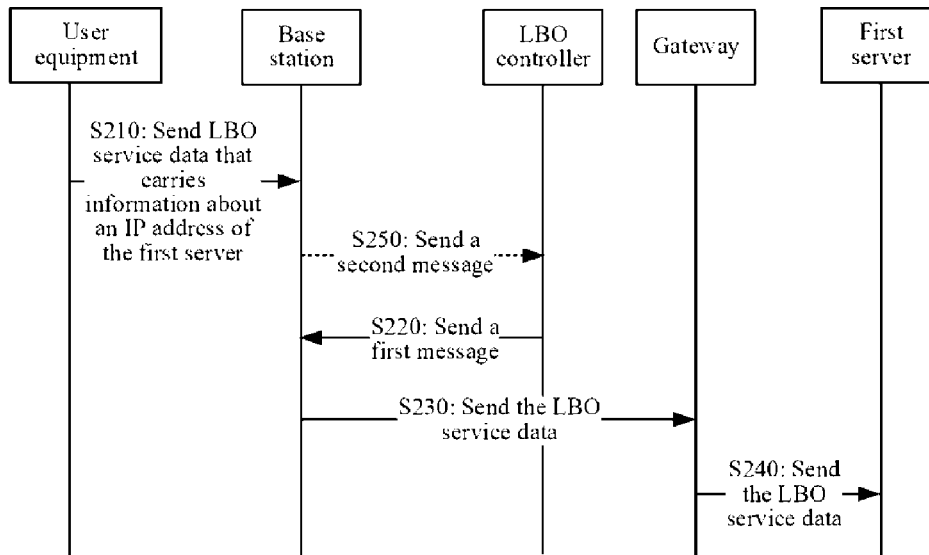 User
equipment
Base
station
LBO
controller
Gateway
First
server
S210: Send LBO
service data that
carries
information about
an IP address of
the first server
S250: Send a
second message
S220: Send a
first message
S230: Send the LBO
service data
S240: Send
the LBO
service data